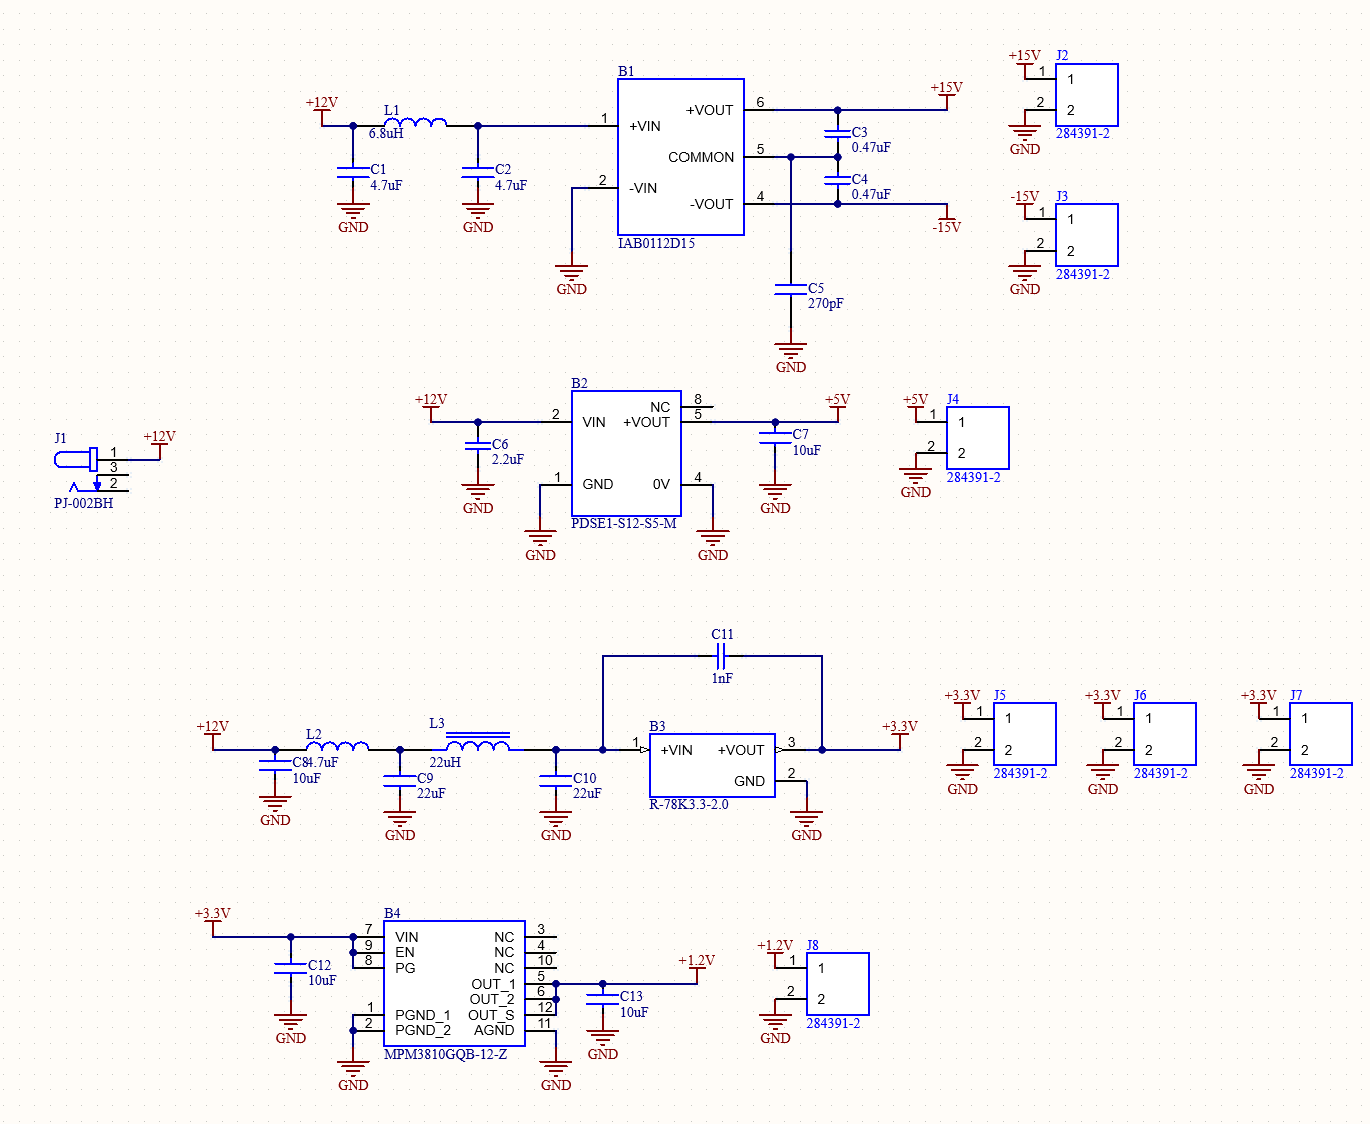 B1
+12V
L1
6.8uH
C1
4.7uF
GND
C2
4.7uF
GND
1
+VIN
2
-VIN
GND
+VOUT
6
COMMON
5
-VOUT
4
IAB0112D15
+15V
C3
0.47uF
C4
0.47uF
-15V
C5
270pF
GND
+15V
J2
1
1
2
2
GND
284391-2
-15V
J3
1
1
2
2
GND
284391-2
J1
+12V
1
3
2
PJ-002BH
B2
+12V
C6
2.2uF
GND
2
VIN
1
GND
GND
NC
8
+VOUT
5
0V
4
PDSE1-S12-S5-M
GND
+5V
C7
10uF
GND
+5V
J4
1
1
2
2
GND
284391-2
C11
1nF
+12V
L2
4.7uF
C8
10uF
GND
L3
22uH
C9
22uF
GND
C10
22uF
GND
B3
1
+VIN
+VOUT
3
GND
2
R-78K3.3-2.0
GND
+3.3V
+3.3V
J5
1
1
2
2
GND
284391-2
+3.3V
J6
1
1
2
2
GND
284391-2
+3.3V
J7
1
1
2
2
GND
284391-2
+3.3V
C12
10uF
GND
B4
7
VIN
9
EN
8
PG
1
PGND_1
2
PGND_2
GND
NC
3
NC
4
NC
10
OUT_1
5
OUT_2
6
OUT_S
12
AGND
11
MPM3810GQB-12-Z
GND
+1.2V
C13
10uF
GND
+1.2V
J8
1
1
2
2
GND
284391-2